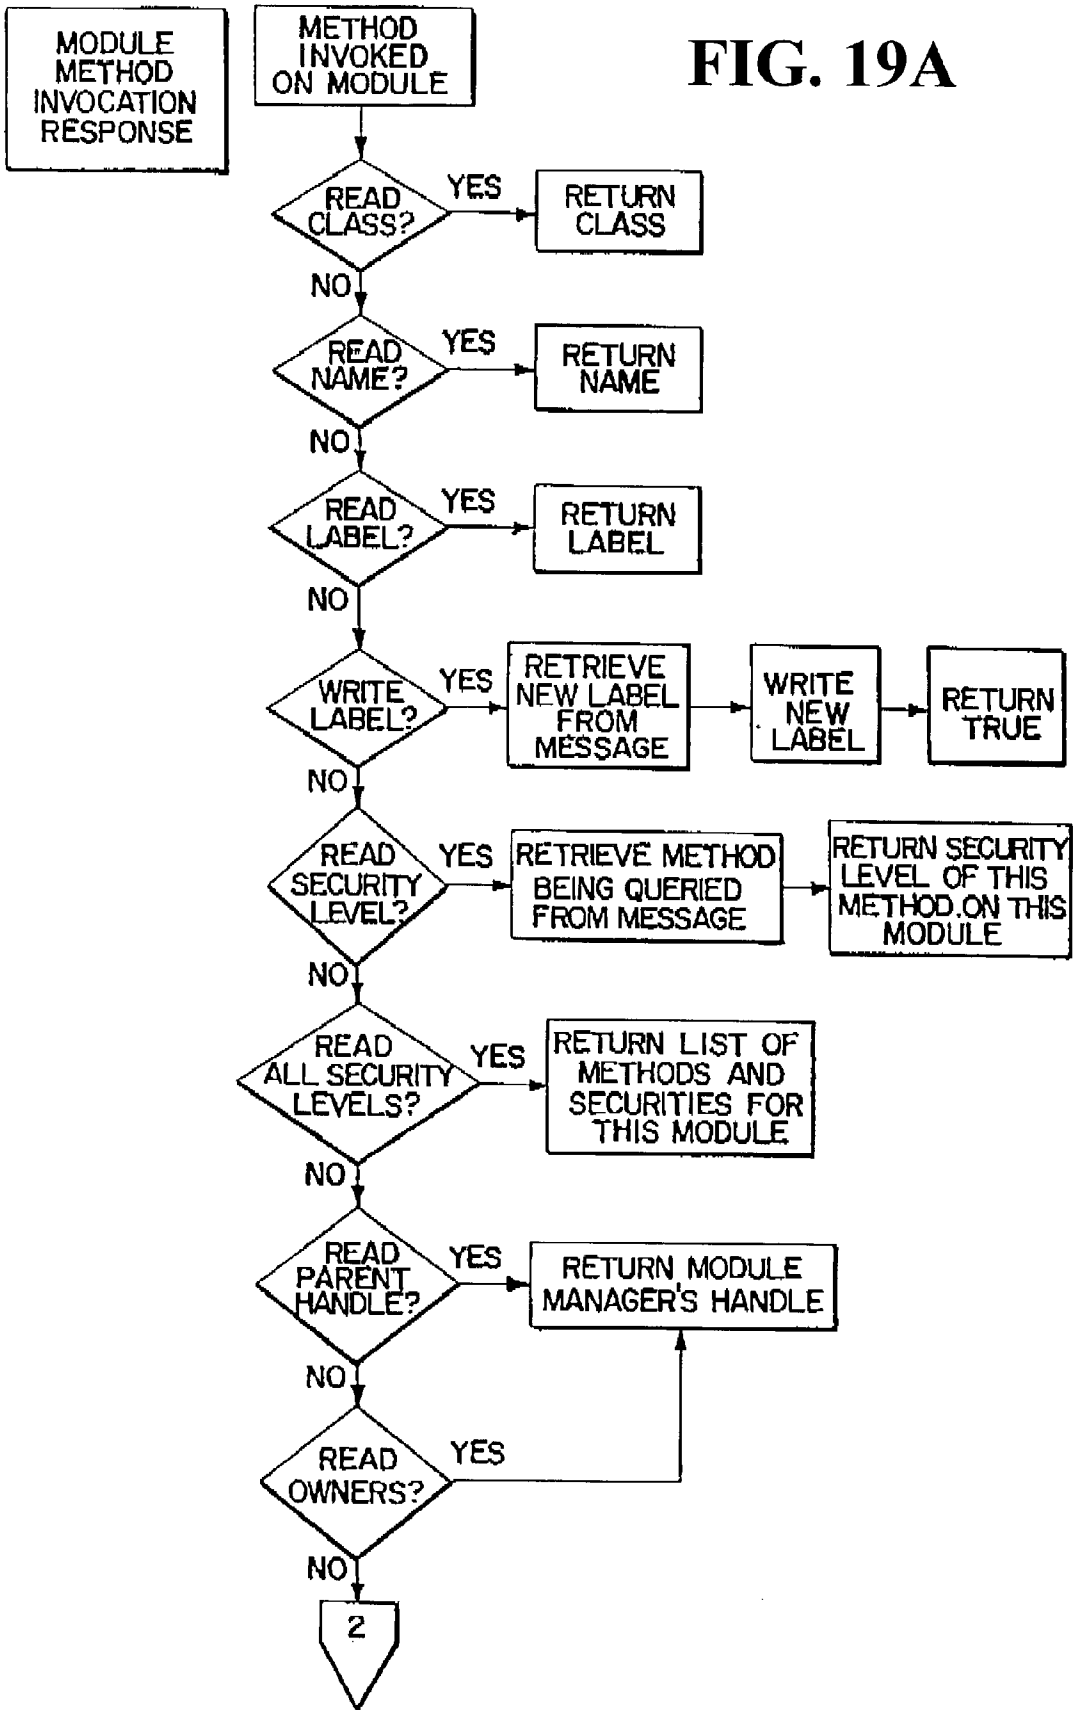 MODULE
METHOD
INVOCATION
RESPONSE
METHOD
INVOKED
ON MODULE
FIG. 19A
READ
CLASS?
YES
RETURN
CLASS
NO
READ
NAME?
YES
RETURN
NAME
NO
READ
LABEL?
YES
RETURN
LABEL
NO
WRITE
LABEL?
YES
RETRIEVE
NEW LABEL
FROM
MESSAGE
WRITE
NEW
LABEL
RETURN
TRUE
NO
READ
SECURITY
LEVEL?
YES
RETRIEVE METHOD
BEING QUERIED
FROM MESSAGE
RETURN SECURITY
LEVEL OF THIS
METHOD.ON THIS
MODULE
NO
READ
ALL SECURITY
LEVELS?
YES
RETURN LIST OF
METHODS AND
SECURITIES FOR
THIS MODULE
NO
READ
PARENT
HANDLE?
YES
RETURN MODULE
MANAGER'S HANDLE
NO
READ
OWNERS?
YES
NO
2